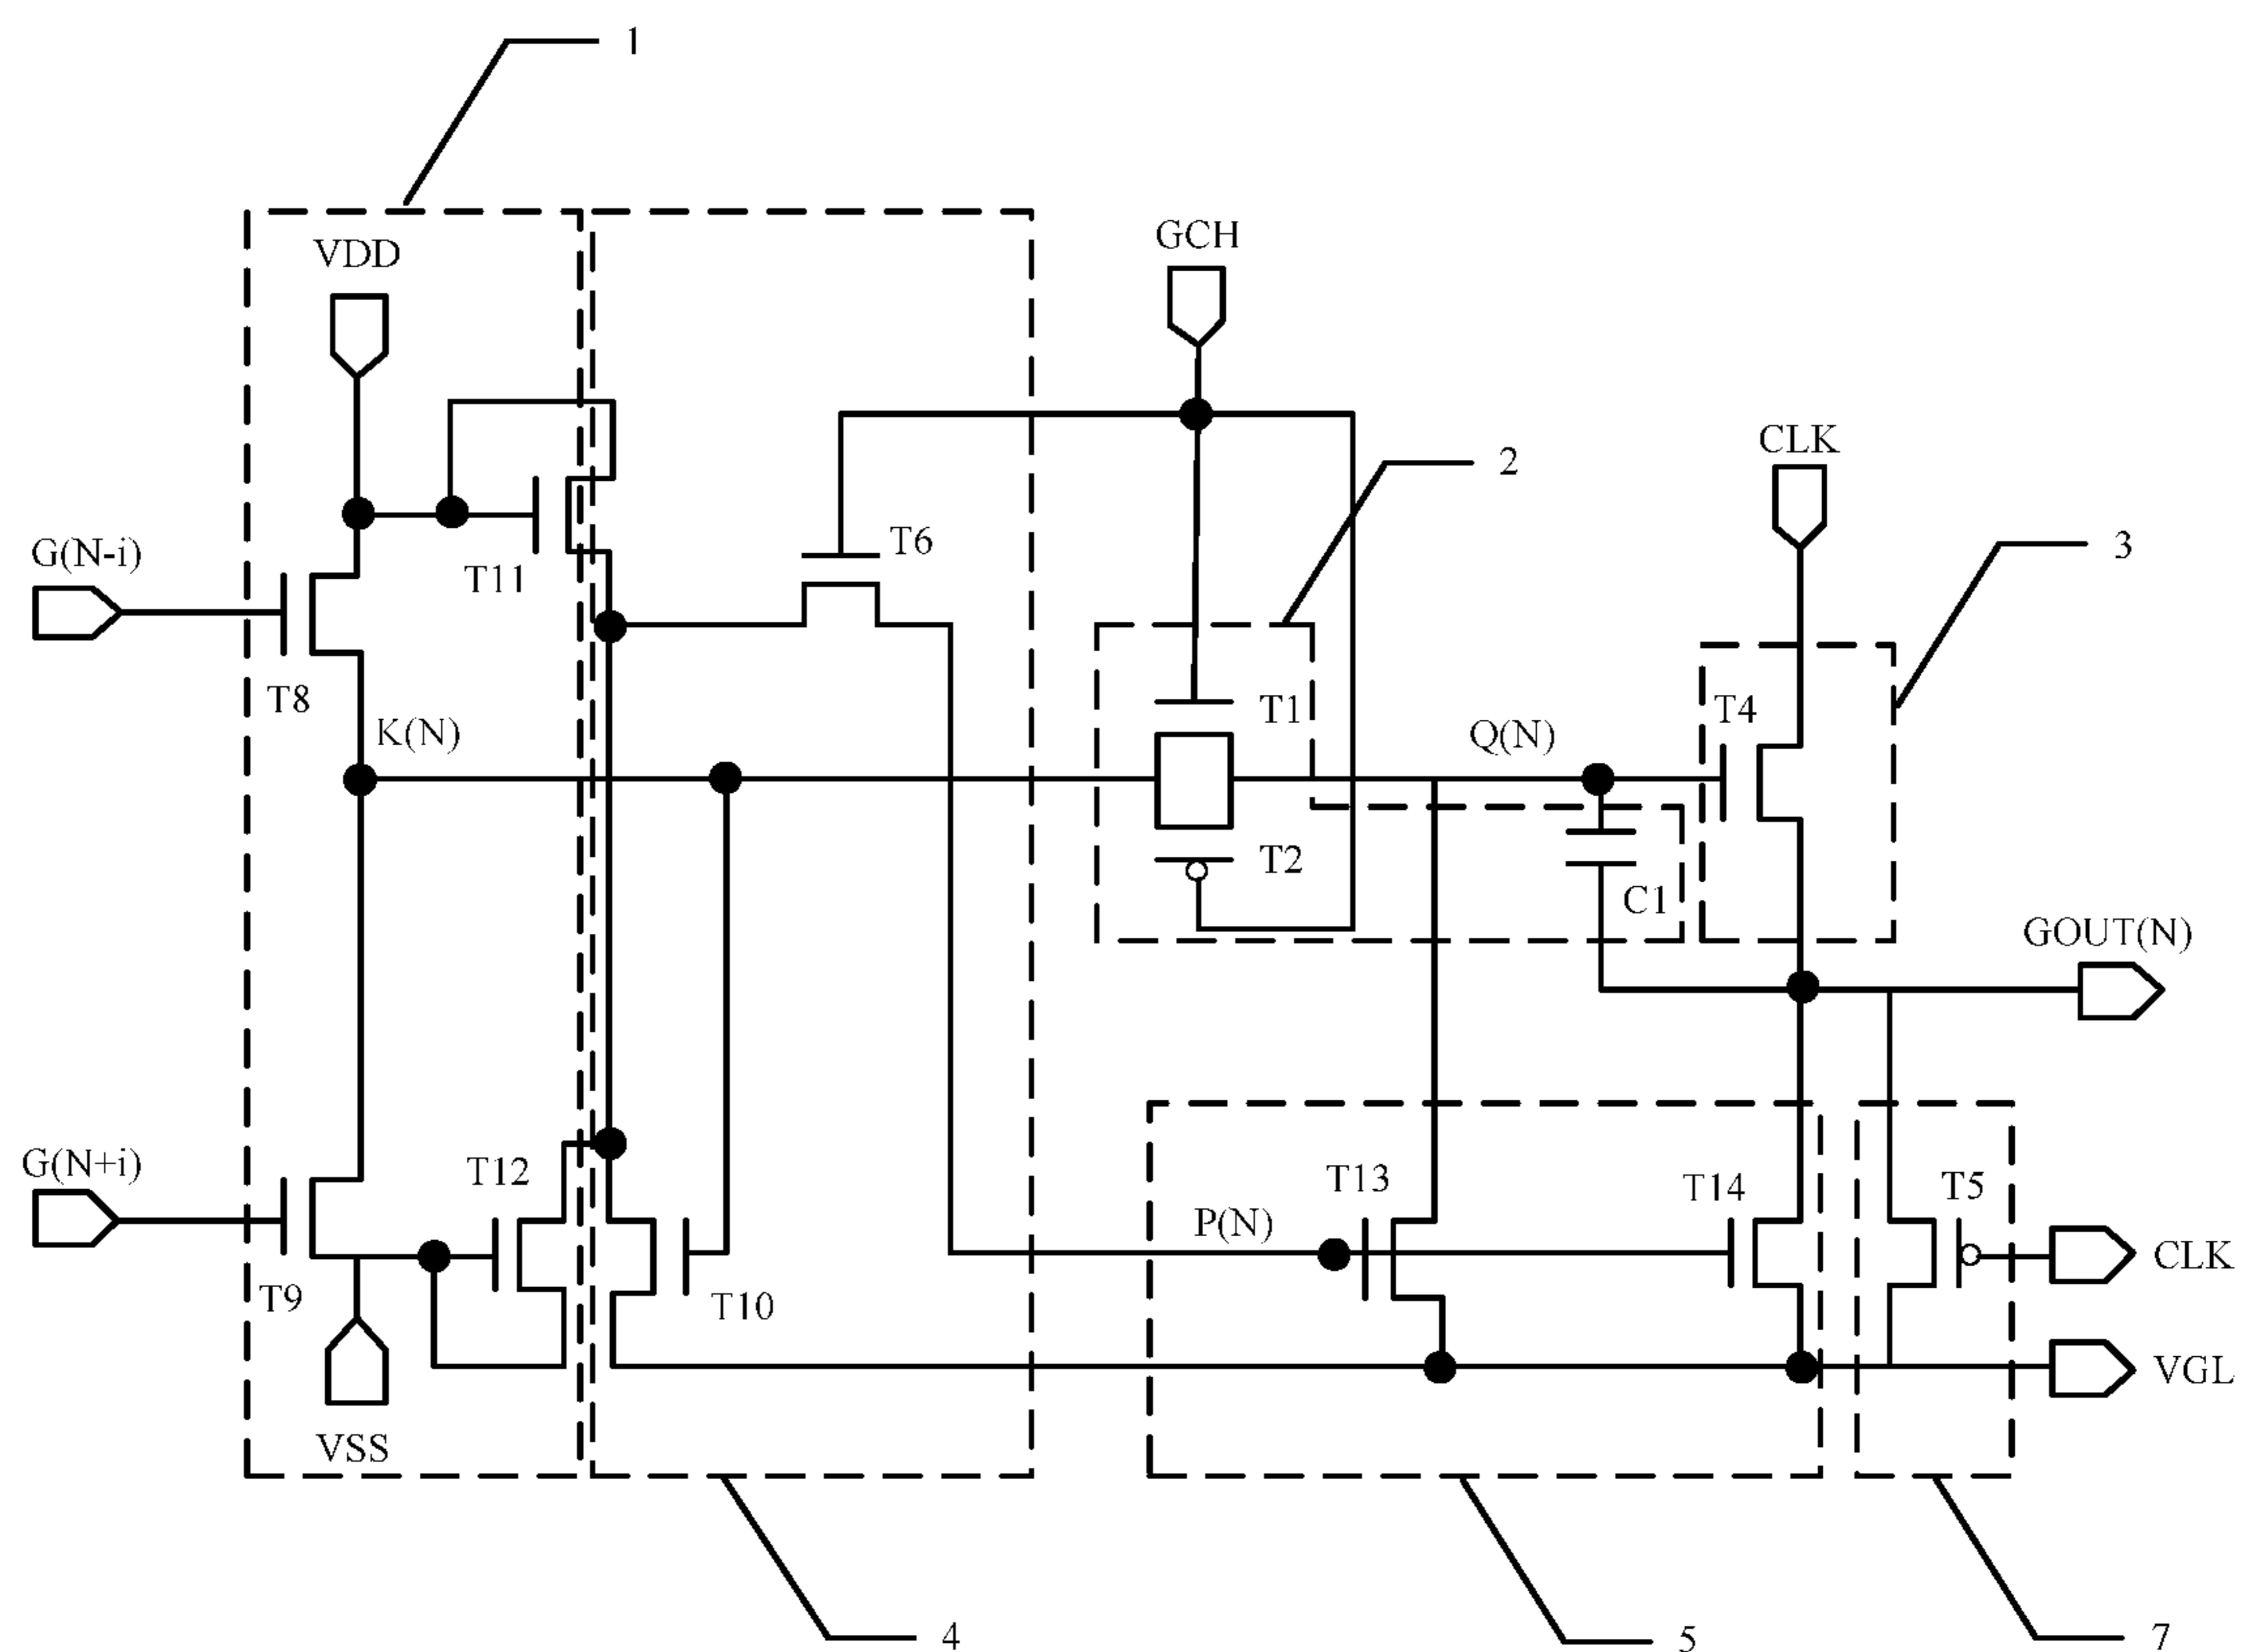 1
VDD
GCH
CLK
2
G(N-i)
T11
T6
3
T8
K(N)
T1
Q(N)
T4
T2
C1
GOUT(N)
G(N+i)
T12
T13
T14
T5
P(N)
CLK
T9
T10
VGL
VSS
4
5
7